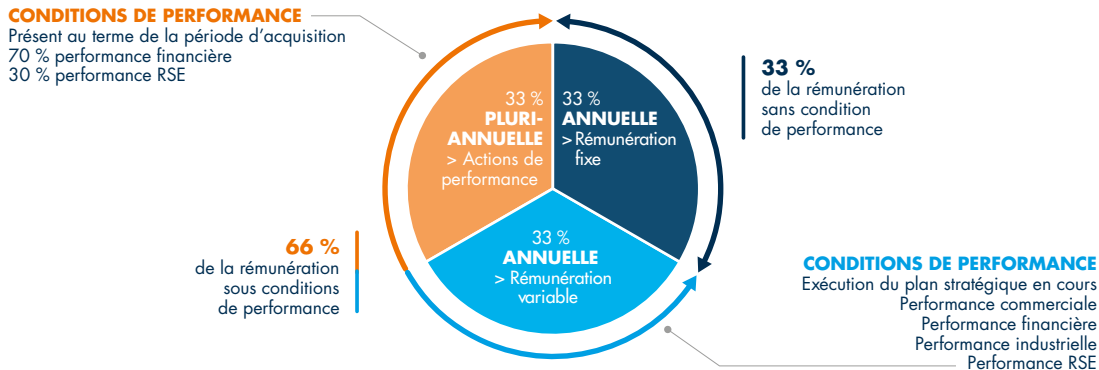 CONDITIONS DE PERFORMANCE
Présent au terme de la période d’acquisition
70 % performance financière
30 % performance RSE
33 %
PLURI-
ANNUELLE
> Actions de
performance
33 %
ANNUELLE
> Rémunération
fixe
33 %
de la rémunération
sans condition
de performance
66 %
de la rémunération
sous conditions
de performance
33 %
ANNUELLE
> Rémunération
variable
CONDITIONS DE PERFORMANCE
Exécution du plan stratégique en cours
Performance commerciale
Performance financière
Performance industrielle
Performance RSE